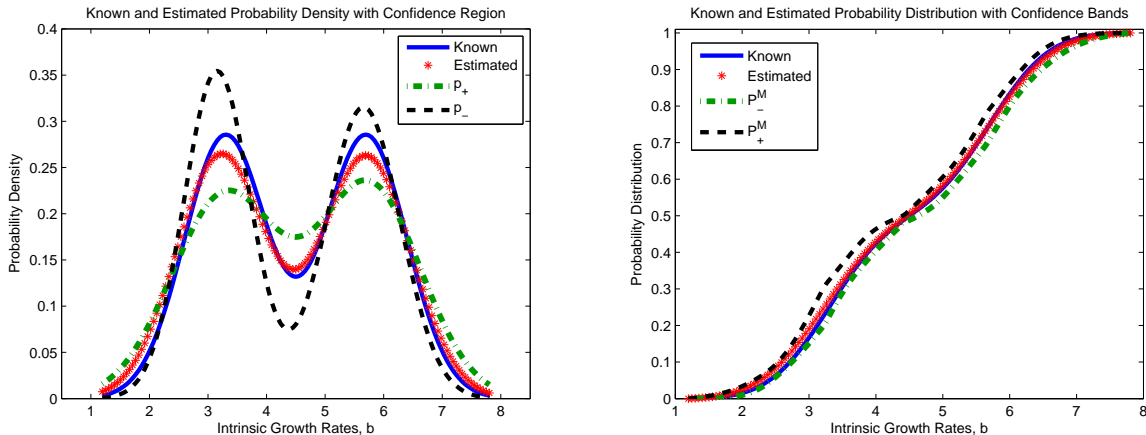 Known and Estimated Probability Density with Confidence Region
0.4
0.35
0.3
0.25
0.2
0.15
0.1
0.05
0
Probability Density
Known
Estimated
p+
p−
1 2 3 4 5 6 7 8
Intrinsic Growth Rates, b
Known and Estimated Probability Distribution with Confidence Bands
1
0.9
0.8
0.7
0.6
0.5
0.4
0.3
0.2
0.1
0
Probability Distribution
Known
Estimated
P−M
P+M
1 2 3 4 5 6 7 8
Intrinsic Growth Rates, b